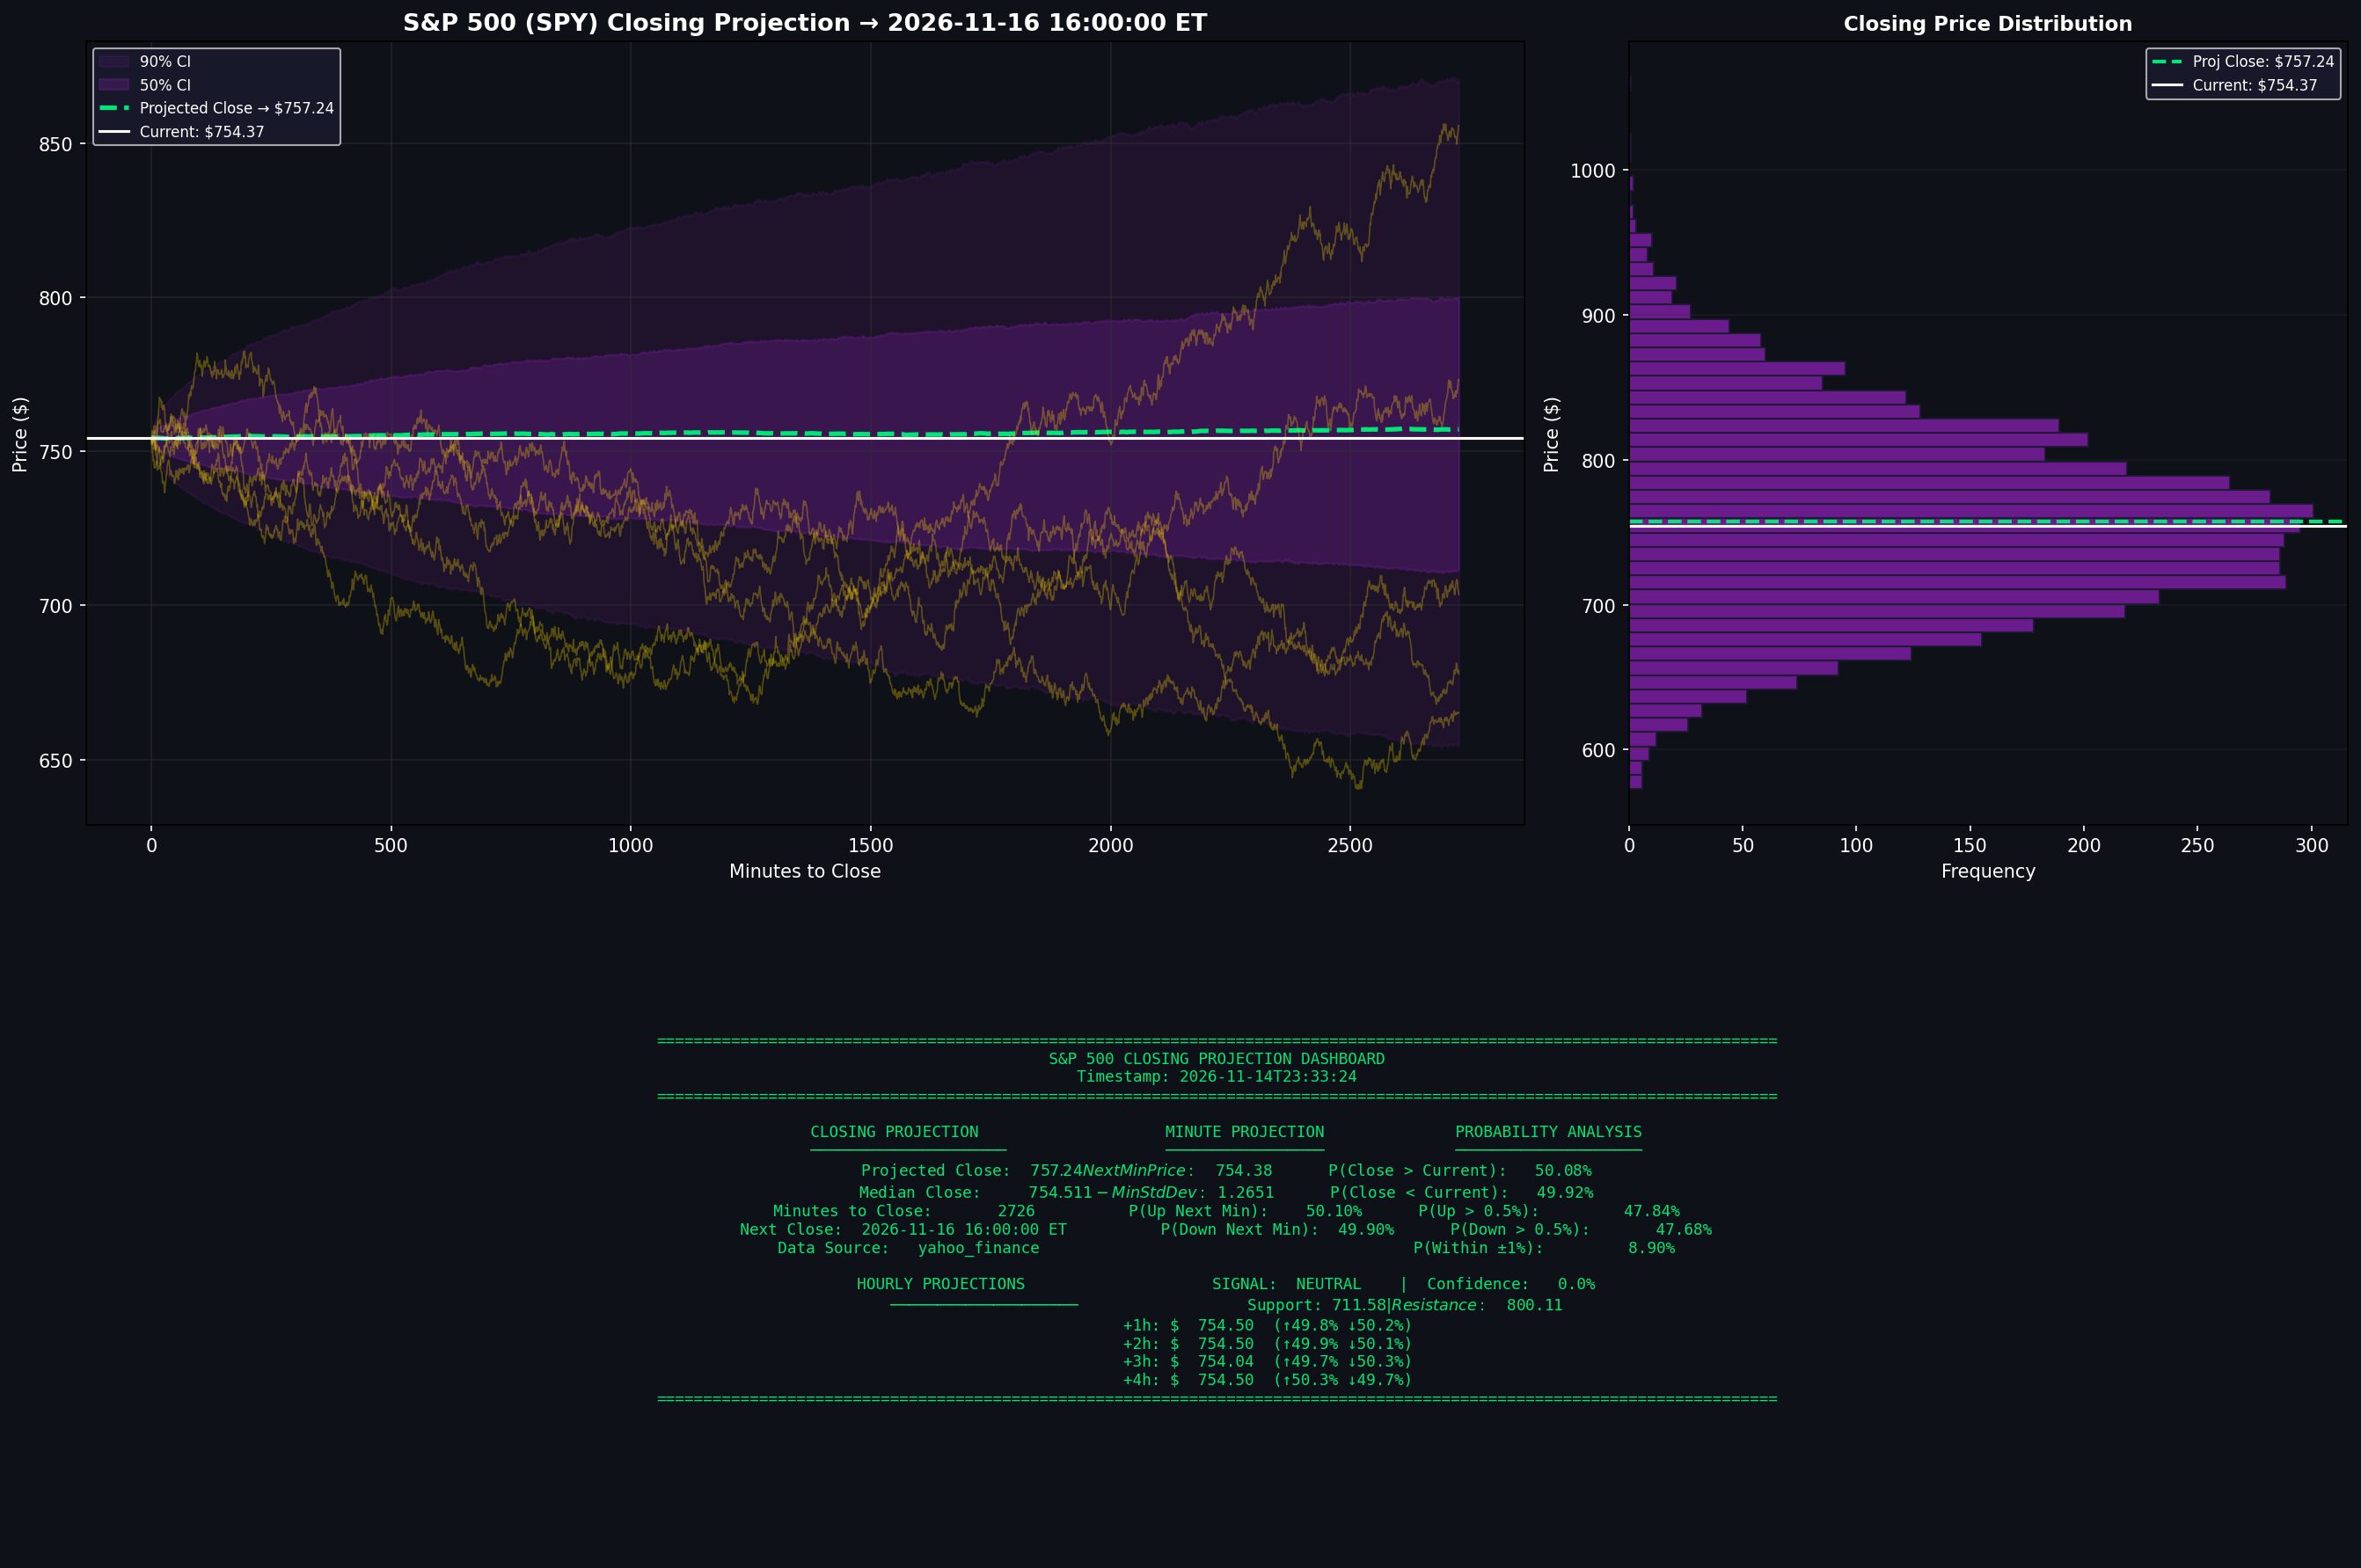 S&P 500 (SPY) Closing Projection → 2026-11-16 16:00:00 ET
90% CI
50% CI
Projected Close → $757.24
Current: $754.37
Price ($)
850
800
750
700
650
0 500 1000 1500 2000 2500
Minutes to Close
Closing Price Distribution
Proj Close: $757.24
Current: $754.37
Price ($)
1000
900
800
700
600
0 50 100 150 200 250 300
Frequency
S&P 500 CLOSING PROJECTION DASHBOARD
Timestamp: 2026-11-14T23:33:24
CLOSING PROJECTION MINUTE PROJECTION PROBABILITY ANALYSIS
Projected Close: 757.24NextMinPrice: 754.38 P(Close > Current): 50.08%
Median Close: 754.511−MinStdDev: 1.2651 P(Close < Current): 49.92%
Minutes to Close: 2726 P(Up Next Min): 50.10% P(Up > 0.5%): 47.84%
Next Close: 2026-11-16 16:00:00 ET P(Down Next Min): 49.90% P(Down > 0.5%): 47.68%
Data Source: yahoo_finance P(Within ±1%): 8.90%
HOURLY PROJECTIONS SIGNAL: NEUTRAL | Confidence: 0.0%
Support: 711.58|Resistance: 800.11
+1h: $ 754.50 (↑49.8% ↓50.2%)
+2h: $ 754.50 (↑49.9% ↓50.1%)
+3h: $ 754.04 (↑49.7% ↓50.3%)
+4h: $ 754.50 (↑50.3% ↓49.7%)